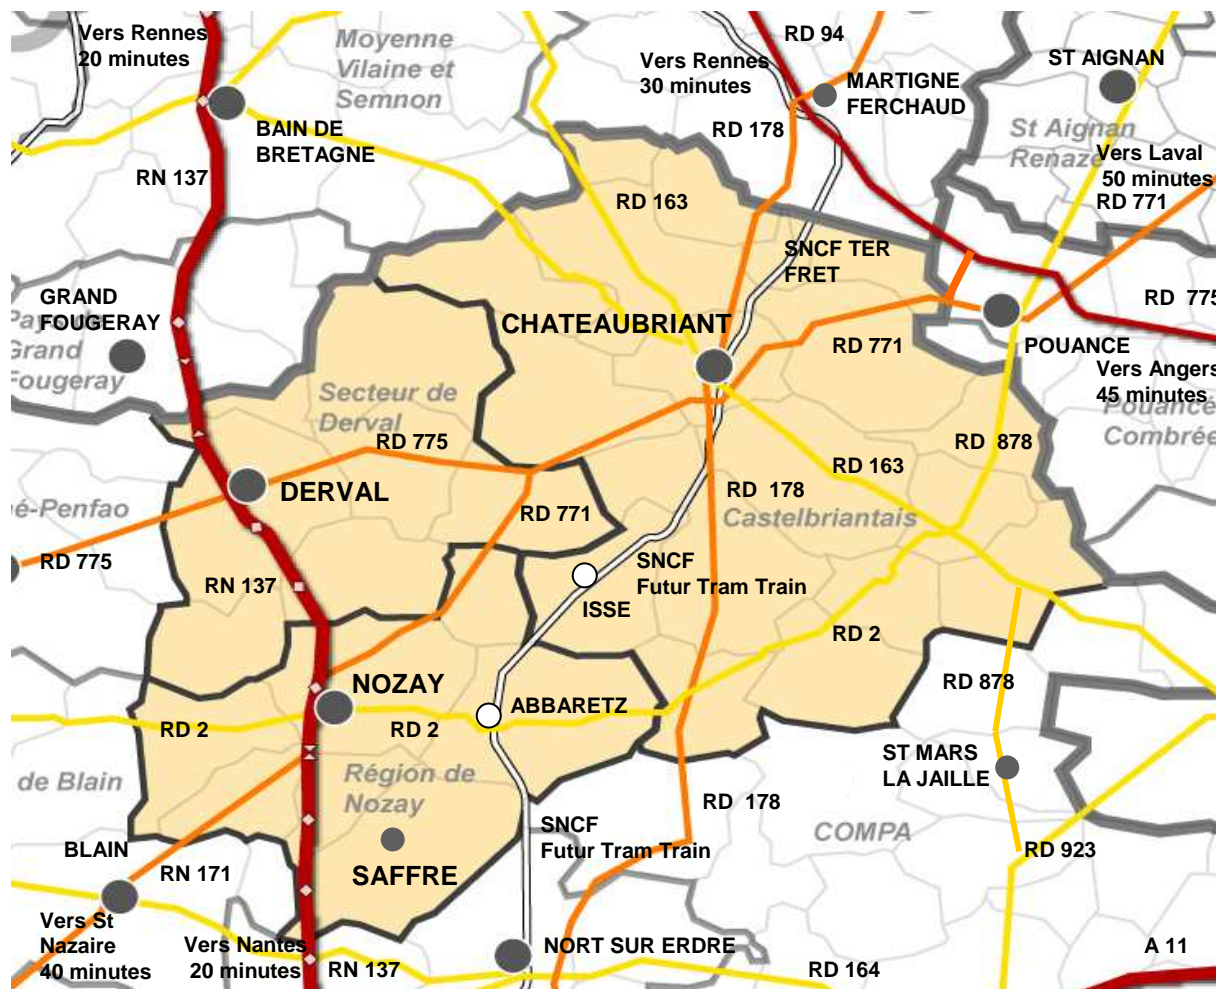 Vers Rennes
20 minutes
Moyenne
Vilaine et
Semnon
RD 94
Vers Rennes
30 minutes
MARTIGNE
FERCHAUD
ST AIGNAN
RD 178
St Aignan
Renazé
Vers Laval
50 minutes
RD 771
BAIN DE
BRETAGNE
RN 137
RD 163
SNCF TER
FRET
GRAND
FOUGERAY
Pays de
Grand
Fougeray
CHATEAUBRIANT
RD 775
RD 771
POUANCE
Vers Angers
45 minutes
Pouancé
Combrée
Secteur de
Derval
RD 775
RD 878
RD 163
DERVAL
RD 178
Castelbriantais
é-Penfao
RD 771
RD 775
RN 137
SNCF
Futur Tram Train
ISSE
RD 2
NOZAY
RD 878
ABBARETZ
RD 2
RD 2
ST MARS
LA JAILLE
de Blain
Région de
Nozay
RD 178
SNCF
Futur Tram Train
COMPA
BLAIN
RD 923
RN 171
SAFFRE
Vers St
Nazaire
40 minutes
Vers Nantes
20 minutes
RN 137
NORT SUR ERDRE
RD 164
A 11